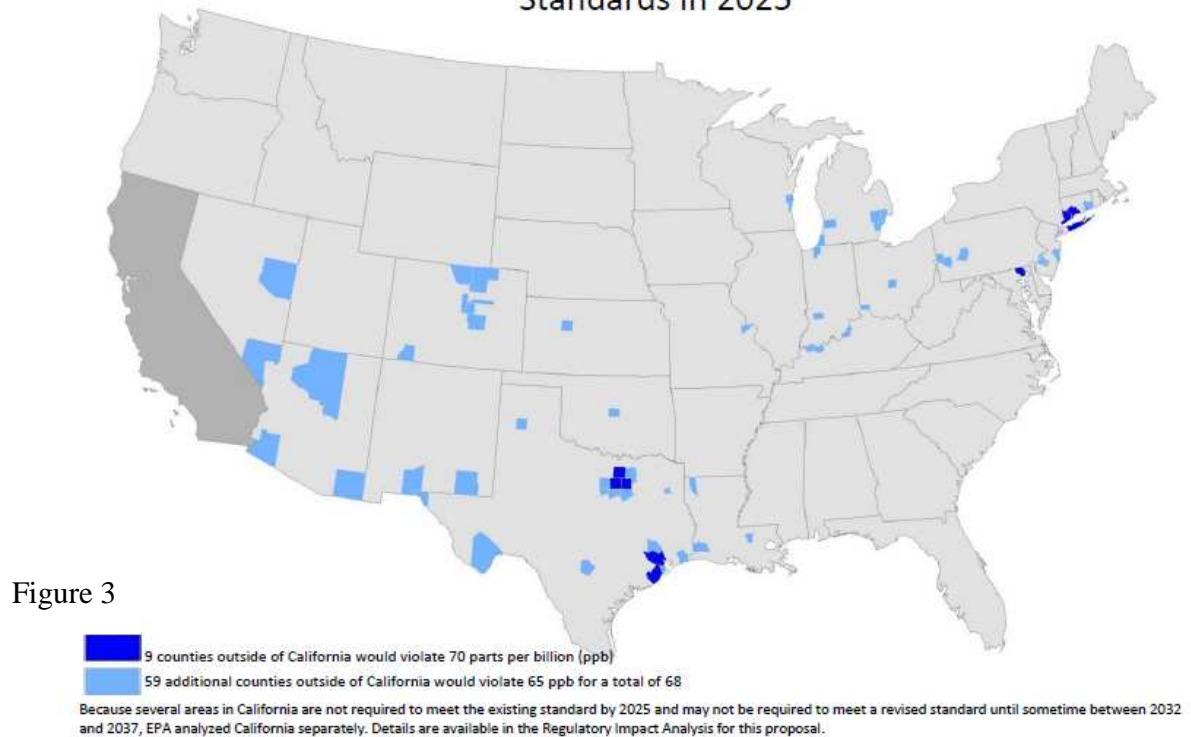 Standards in 2025
Figure 3
9 counties outside of California would violate 70 parts per billion (ppb)
59 additional counties outside of California would violate 65 ppb for a total of 68
Because several areas in California are not required to meet the existing standard by 2025 and may not be required to meet a revised standard until sometime between 2032
and 2037, EPA analyzed California separately. Details are available in the Regulatory Impact Analysis for this proposal.